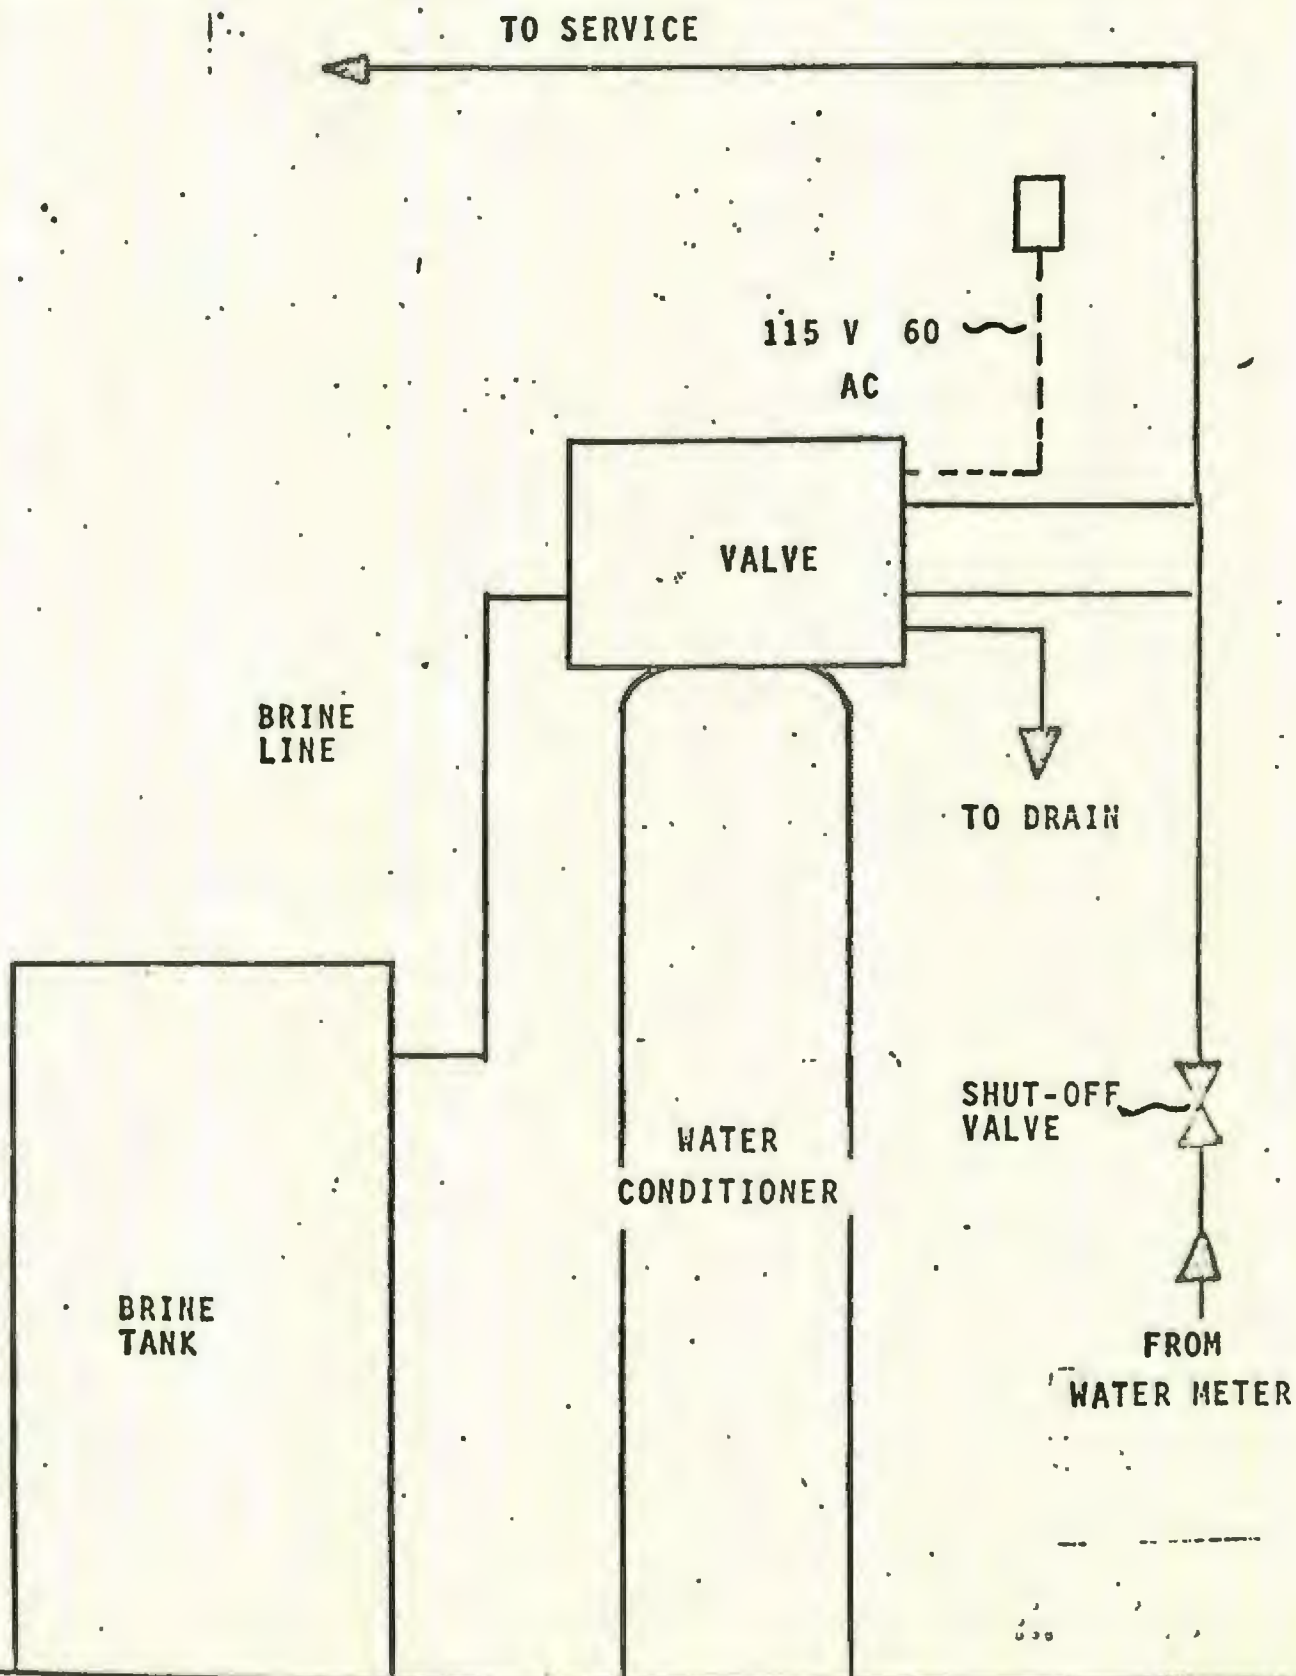 TO SERVICE
115 V 60
AC
VALVE
BRINE
LINE
TO DRAIN
SHUT-OFF
VALVE
WATER
CONDITIONER
BRINE
TANK
FROM
WATER METER